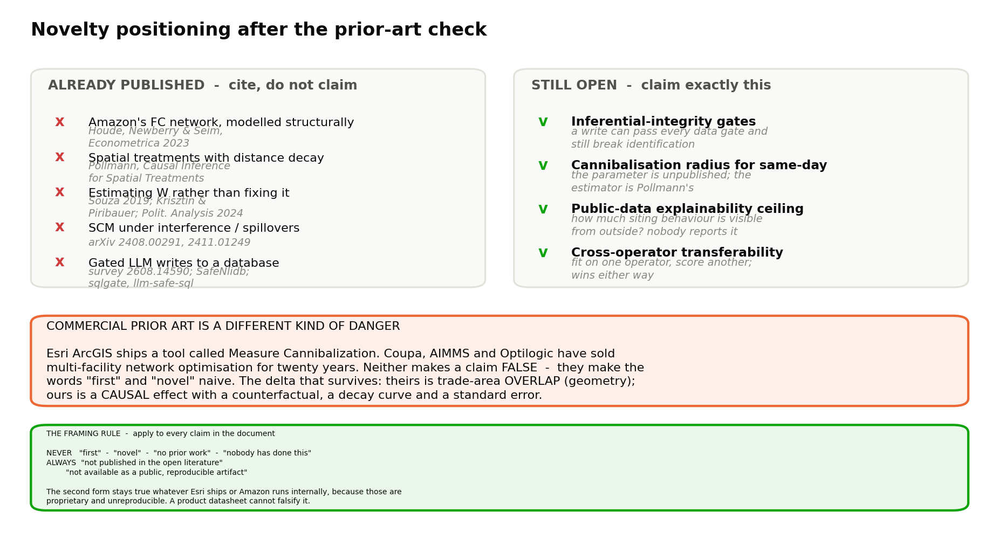 Novelty positioning after the prior-art check
ALREADY PUBLISHED  -  cite, do not claim
x Amazon's FC network, modelled structurally
Houde, Newberry & Seim,
Econometrica 2023
x Spatial treatments with distance decay
Pollmann, Causal Inference
for Spatial Treatments
x Estimating W rather than fixing it
Souza 2019; Krisztin &
Piribauer; Polit. Analysis 2024
x SCM under interference / spillovers
arXiv 2408.00291, 2411.01249
x Gated LLM writes to a database
survey 2608.14590; SafeNlidb;
sqlgate, llm-safe-sql
STILL OPEN  -  claim exactly this
v Inferential-integrity gates
a write can pass every data gate and
still break identification
v Cannibalisation radius for same-day
the parameter is unpublished; the
estimator is Pollmann's
v Public-data explainability ceiling
how much siting behaviour is visible
from outside? nobody reports it
v Cross-operator transferability
fit on one operator, score another;
wins either way
COMMERCIAL PRIOR ART IS A DIFFERENT KIND OF DANGER
Esri ArcGIS ships a tool called Measure Cannibalization. Coupa, AIMMS and Optilogic have sold
multi-facility network optimisation for twenty years. Neither makes a claim FALSE  -  they make the
words "first" and "novel" naive. The delta that survives: theirs is trade-area OVERLAP (geometry);
ours is a CAUSAL effect with a counterfactual, a decay curve and a standard error.
THE FRAMING RULE  -  apply to every claim in the document
NEVER   "first"  -  "novel"  -  "no prior work"  -  "nobody has done this"
ALWAYS  "not published in the open literature"
"not available as a public, reproducible artifact"
The second form stays true whatever Esri ships or Amazon runs internally, because those are
proprietary and unreproducible. A product datasheet cannot falsify it.